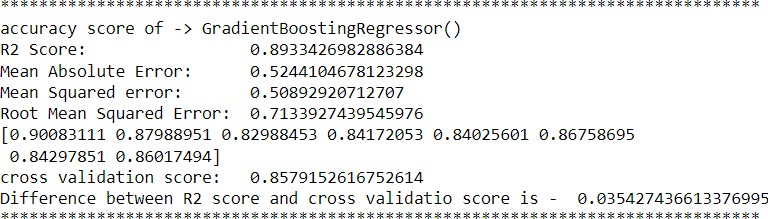 ********************************************************************************
accuracy score of -> GradientBoostingRegressor()
R2 Score: 0.8933426982886384
Mean Absolute Error: 0.5244104678123298
Mean Squared error: 0.50892920712707
Root Mean Squared Error: 0.7133927439545976
[0.90083111 0.87988951 0.82988453 0.84172053 0.84025601 0.86758695
0.84297851 0.86017494]
cross validation score: 0.8579152616752614
Difference between R2 score and cross validatio score is - 0.035427436613376995
********************************************************************************